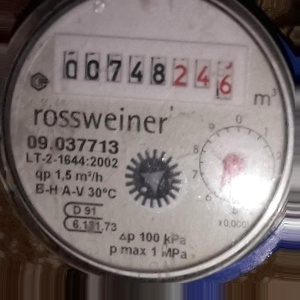 00748246
m³
rossweiner
09.037713
LT-2-1644:2002
qp 1,5 m³/h
B-H A-V 30°C
D 91
Δp 100 kPa
p max 1 MPa